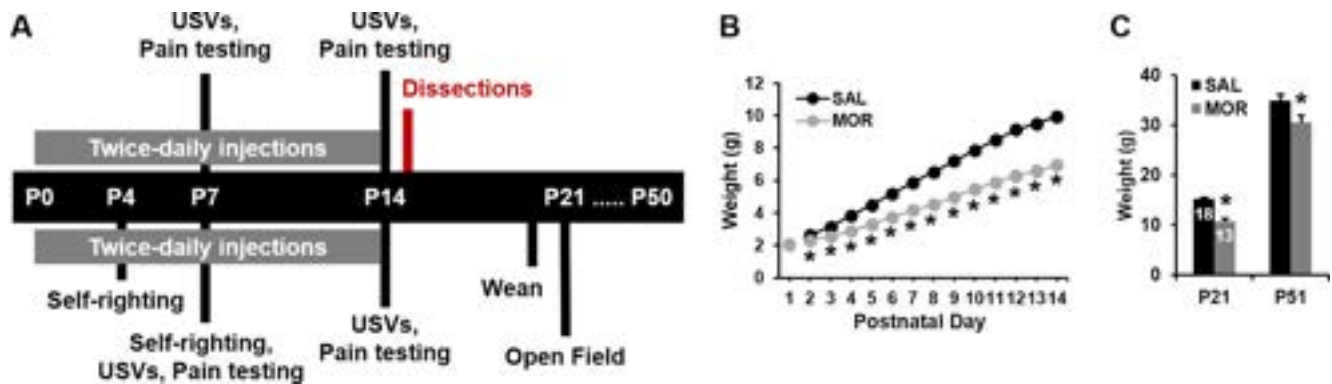 A
USVs,
Pain testing
USVs,
Pain testing
Dissections
Twice-daily injections
P0 P4 P7 P14 P21 ..... P50
Twice-daily injections
Self-righting
Self-righting,
USVs, Pain testing
USVs,
Pain testing
Wean
Open Field
B
SAL
MOR
Weight (g)
12
10
8
6
4
2
0
1 2 3 4 5 6 7 8 9 10 11 12 13 14
Postnatal Day
* * * * * * * * * * * * *
C
SAL
MOR
Weight (g)
40
30
20
10
0
18
13
*
*
P21 P51